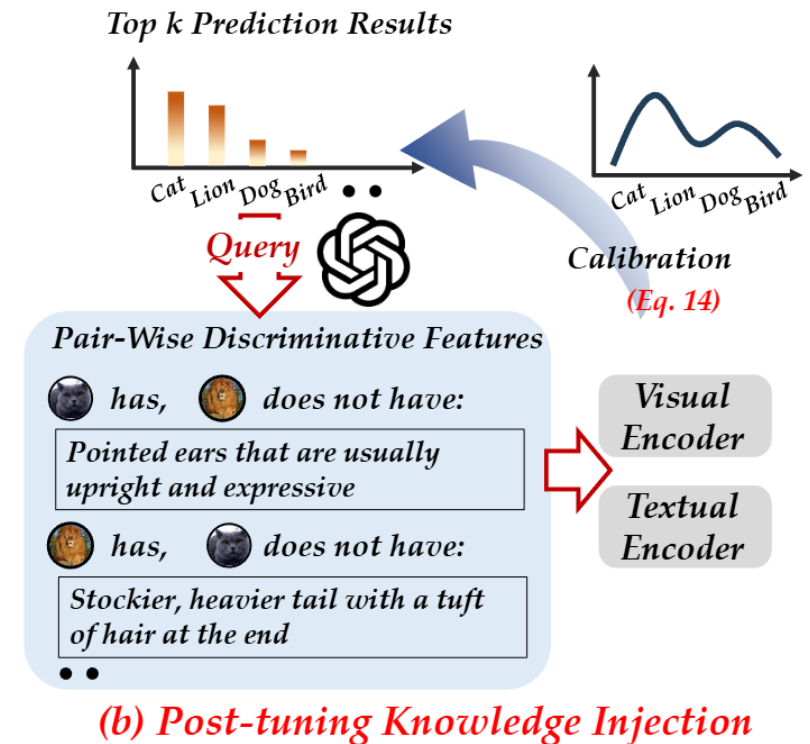 Top k Prediction Results
Cat Lion Dog Bird
Cat Lion Dog Bird
Query
Calibration
(Eq. 14)
Pair-Wise Discriminative Features
has, does not have:
Pointed ears that are usually
upright and expressive
has, does not have:
Stockier, heavier tail with a tuft
of hair at the end
Visual
Encoder
Textual
Encoder
(b) Post-tuning Knowledge Injection